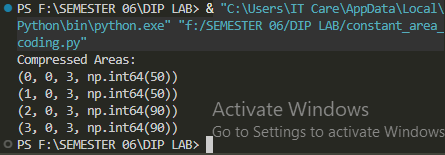 PS F:\SEMESTER 06\DIP LAB> & "C:\Users\IT Care\AppData\Local\
Python\bin\python.exe" "f:/SEMESTER 06/DIP LAB/constant_area_
coding.py"
Compressed Areas:
(0, 0, 3, np.int64(50))
(1, 0, 3, np.int64(50))
(2, 0, 3, np.int64(90))
(3, 0, 3, np.int64(90))
PS F:\SEMESTER 06\DIP LAB>
Activate Windows
Go to Settings to activate Windows